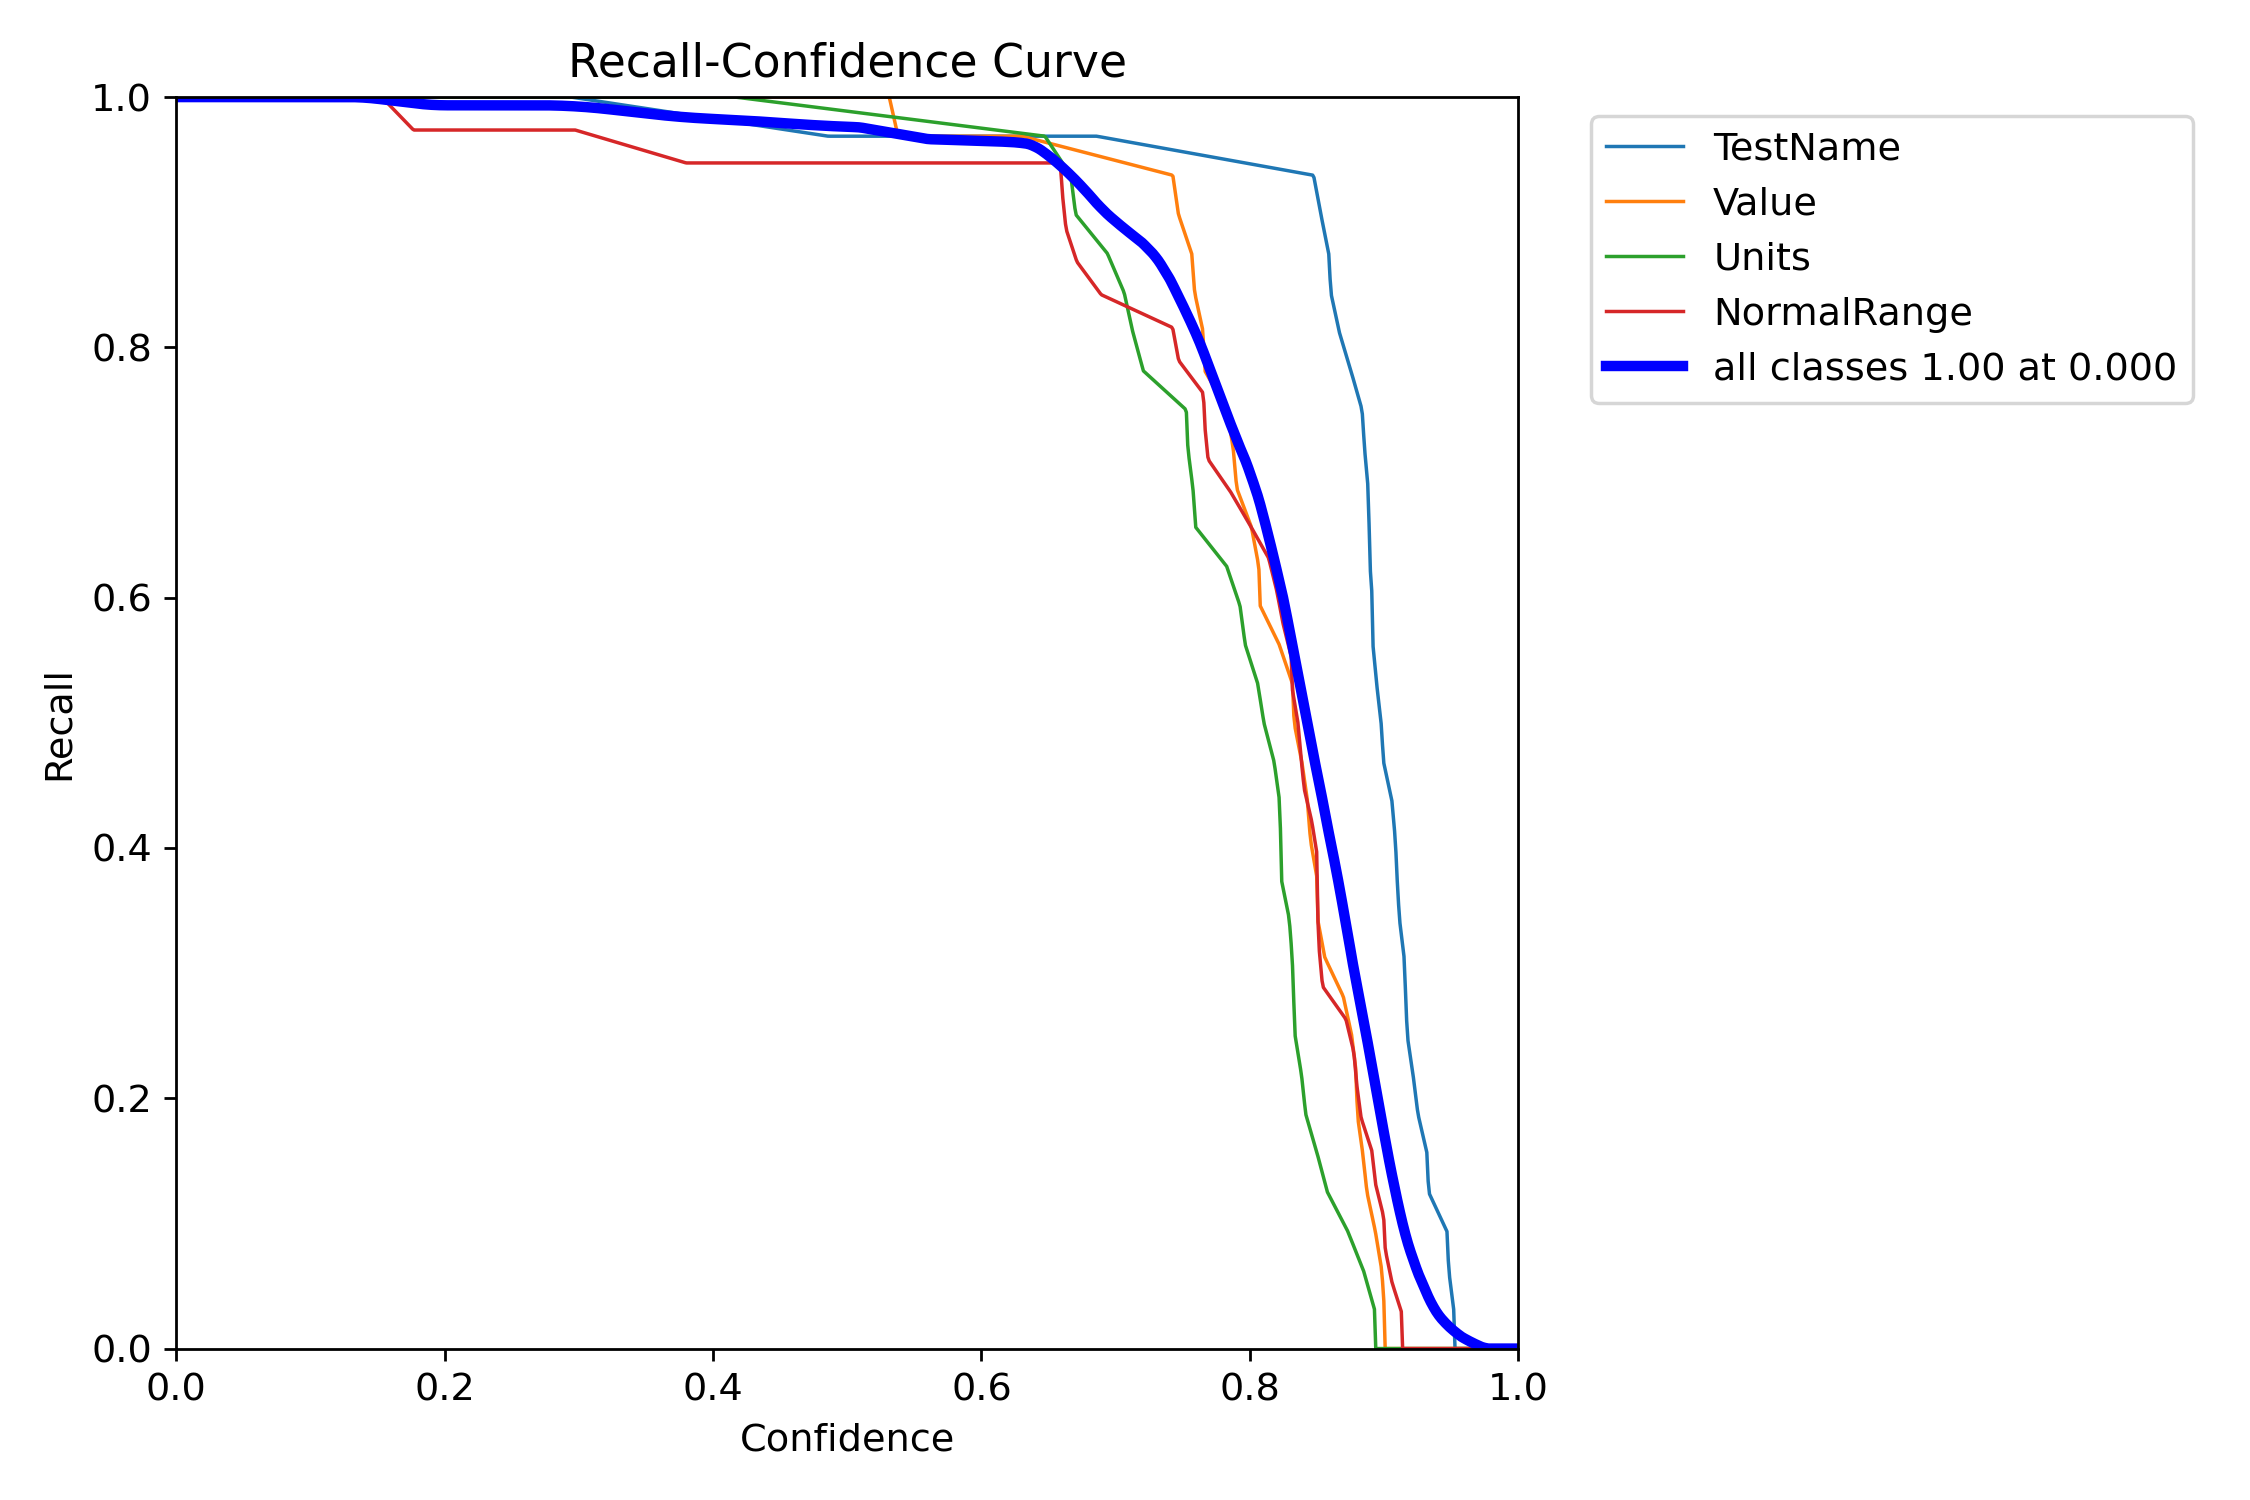 Recall-Confidence Curve
1.0
0.8
0.6
0.4
0.2
0.0
Recall
0.0 0.2 0.4 0.6 0.8 1.0
Confidence
TestName
Value
Units
NormalRange
all classes 1.00 at 0.000